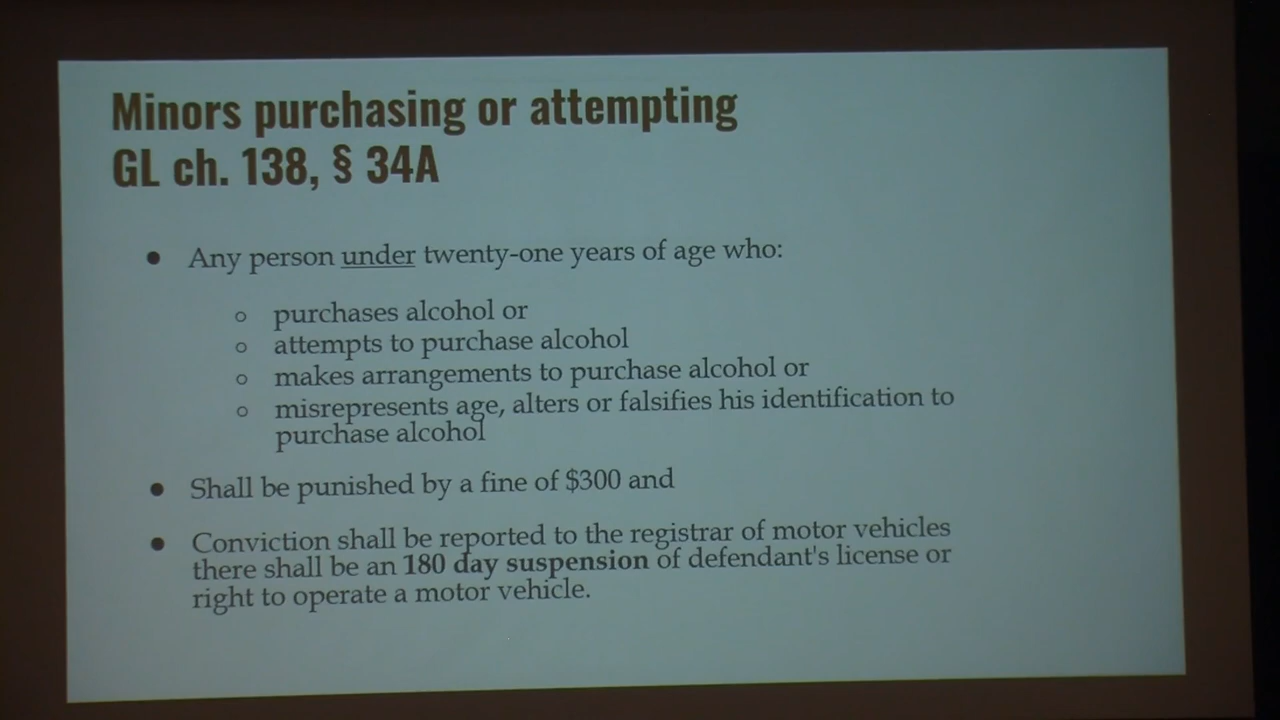 Minors purchasing or attempting
GL ch. 138, § 34A
● Any person under twenty-one years of age who:
○ purchases alcohol or
○ attempts to purchase alcohol
○ makes arrangements to purchase alcohol or
○ misrepresents age, alters or falsifies his identification to
purchase alcohol
● Shall be punished by a fine of $300 and
● Conviction shall be reported to the registrar of motor vehicles
there shall be an 180 day suspension of defendant's license or
right to operate a motor vehicle.